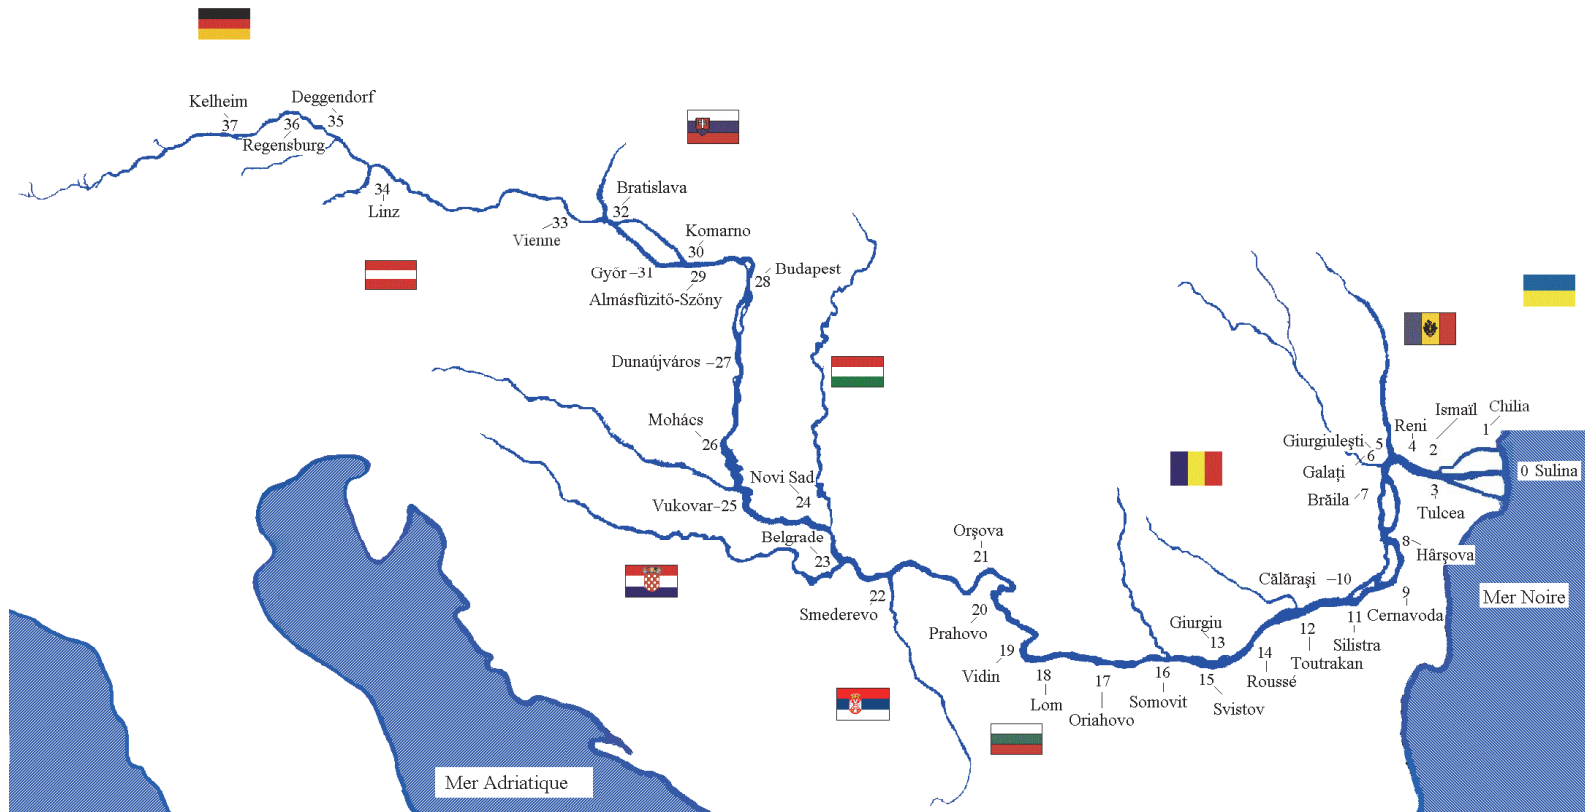 Kelheim
37
Deggendorf
36
35
Regensburg
34
Linz
Bratislava
32
33
Vienne
Komarno
30
Győr –31
29
Almásfüzitő-Szőny
28
Budapest
Dunaújváros –27
Mohács
26
Novi Sad
24
Vukovar–25
Belgrade
23
22
Smederevo
Orşova
21
20
Prahovo
19
Vidin
18
Lom
17
Oriahovo
16
Somovit
15
Svistov
Giurgiu
13
14
Roussé
12
Toutrakan
11
Silistra
Călăraşi –10
9
Cernavoda
8
Hârşova
Brăila
7
Galaţi
6
Giurgiuleşti
5
Reni
4
Ismaïl
2
Chilia
1
3
Tulcea
0 Sulina
Mer Noire
Mer Adriatique